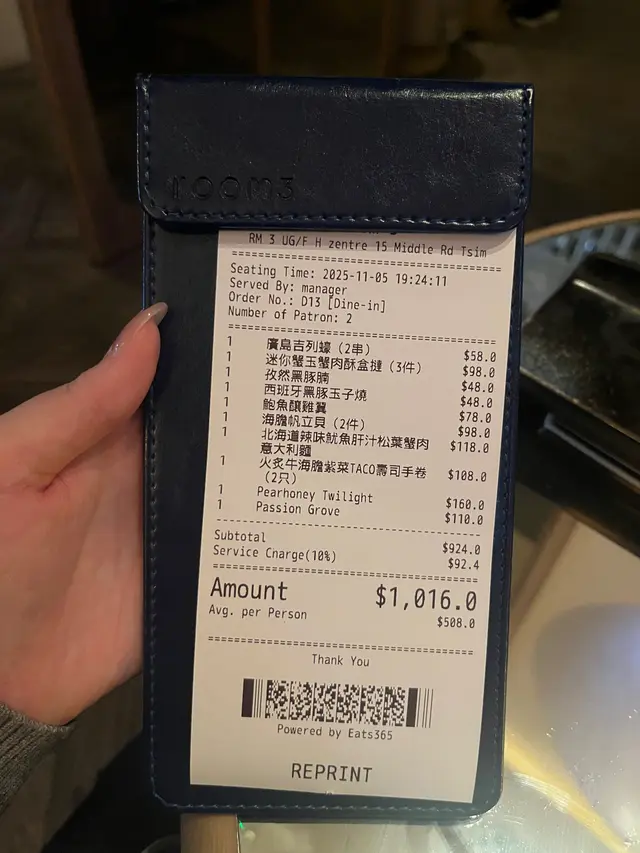 room3
RM 3 UG/F H zentre 15 Middle Rd Tsim
Seating Time: 2025-11-05 19:24:11
Served By: manager
Order No.: D13 [Dine-in]
Number of Patron: 2
1 廣島吉列蠔（2串） $58.0
1 迷你蟹玉蟹肉酥盒撻（3件） $98.0
1 孜然黑豚腩 $48.0
1 西班牙黑豚玉子燒 $48.0
1 鮑魚釀雞翼 $78.0
1 海膽帆立貝（2件） $98.0
1 北海道辣味魷魚肝汁松葉蟹肉 $118.0
意大利麵
1 火炙牛海膽紫菜TACO壽司手卷 $108.0
（2只）
1 Pearhoney Twilight $160.0
1 Passion Grove $110.0
Subtotal $924.0
Service Charge(10%) $92.4
Amount $1,016.0
Avg. per Person $508.0
Thank You
Powered by Eats365
REPRINT